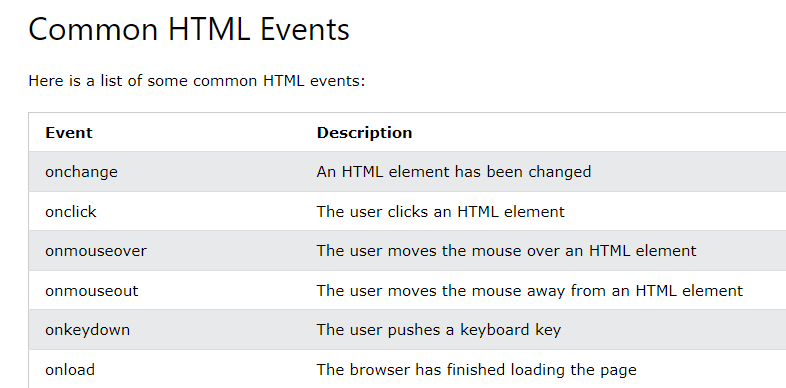 Common HTML Events
Here is a list of some common HTML events:
Event Description
onchange An HTML element has been changed
onclick The user clicks an HTML element
onmouseover The user moves the mouse over an HTML element
onmouseout The user moves the mouse away from an HTML element
onkeydown The user pushes a keyboard key
onload The browser has finished loading the page